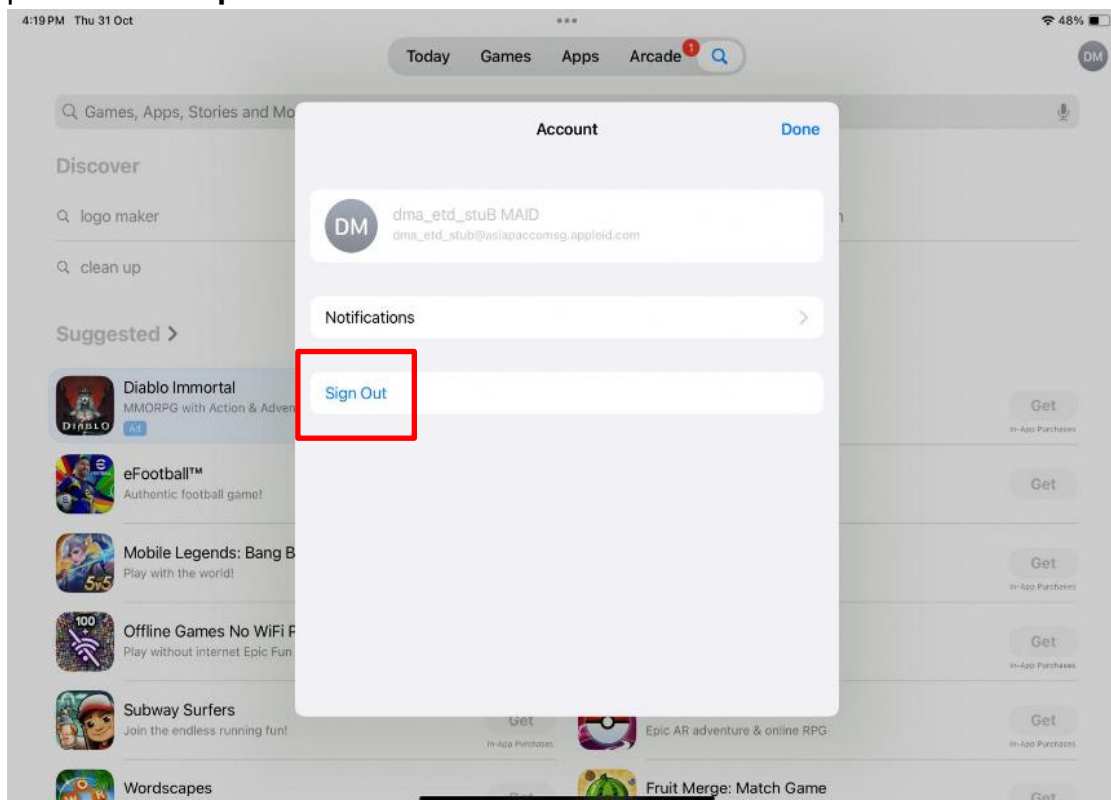 4:19 PM Thu 31 Oct
48%
Today Games Apps Arcade 1
DM
Games, Apps, Stories and Mo
Account Done
Discover
logo maker
DM
dma_etd_stuB MAID
dma_etd_stub@asiapaccomsg.appleid.com
clean up
Notifications
Suggested >
Sign Out
Diablo Immortal
MMORPG with Action & Adven
Ad
DIABLO
Get
In-App Purchases
eFootball™
Authentic football game!
Get
Mobile Legends: Bang B
Play with the world!
5v5
Get
In-App Purchases
100
+
Offline Games No WiFi P
Play without internet Epic Fun
Get
In-App Purchases
Subway Surfers
Join the endless running fun!
Get
In-App Purchases
Epic AR adventure & online RPG
Get
In-App Purchases
Wordscapes
Get
Fruit Merge: Match Game
Get